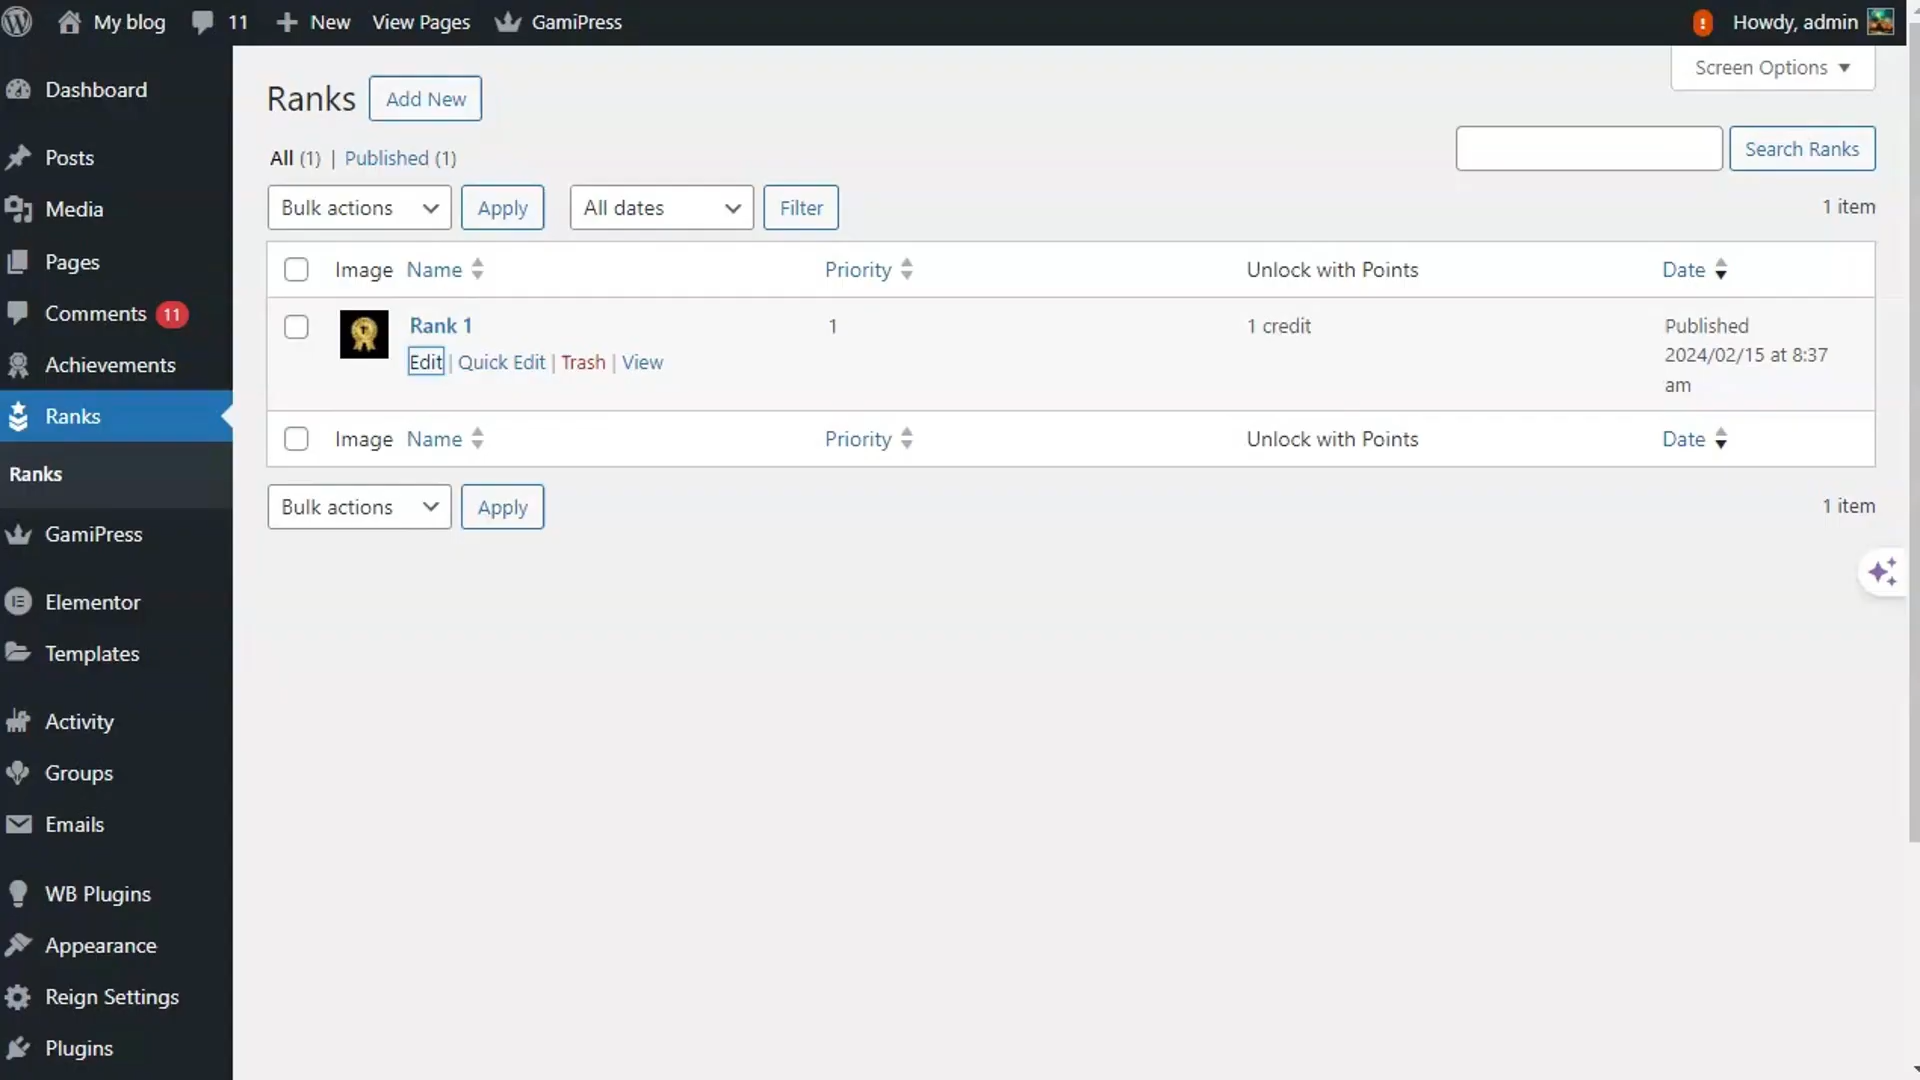 My blog 11 New View Pages GamiPress ! Howdy, admin
Screen Options
Dashboard
Posts
Media
Pages
Comments 11
Achievements
Ranks
Ranks
GamiPress
Elementor
Templates
Activity
Groups
Emails
WB Plugins
Appearance
Reign Settings
Plugins
Ranks Add New
All (1) | Published (1)
Search Ranks
Bulk actions Apply All dates Filter 1 item
Image Name Priority Unlock with Points Date
Rank 1 1 1 credit Published
2024/02/15 at 8:37
am
Edit | Quick Edit | Trash | View
Image Name Priority Unlock with Points Date
Bulk actions Apply 1 item